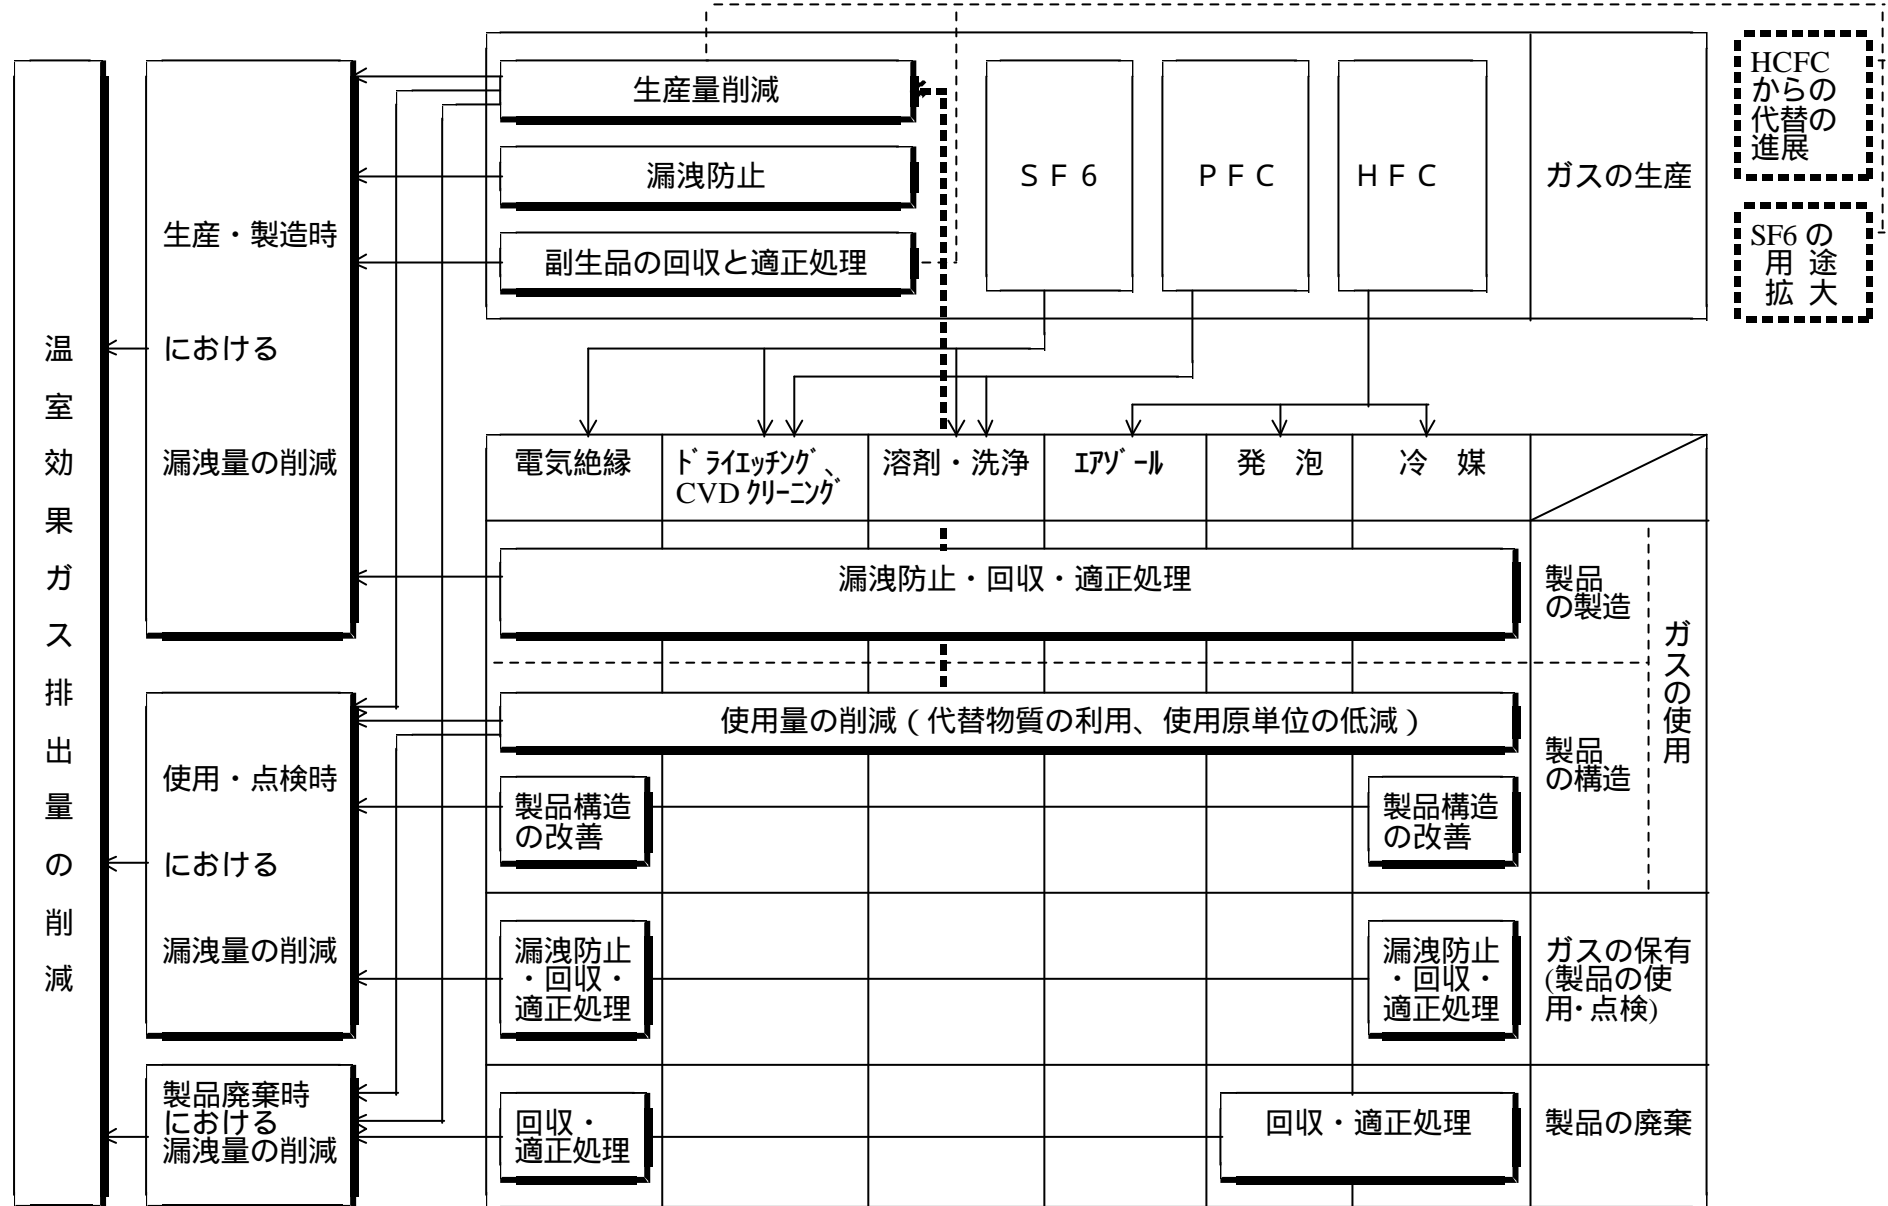 温室効果ガス排出量の削減
生産・製造時
における
漏洩量の削減
使用・点検時
における
漏洩量の削減
製品廃棄時
における
漏洩量の削減
生産量削減
漏洩防止
副生品の回収と適正処理
ＳＦ６
ＰＦＣ
ＨＦＣ
ガスの生産
HCFC
からの
代替の
進展
SF6 の
用 途
拡 大
電気絶縁
ﾄﾞﾗｲｴｯﾁﾝｸﾞ、
CVD ｸﾘｰﾆﾝｸﾞ
溶剤・洗浄
ｴｱｿﾞｰﾙ
発 泡
冷 媒
漏洩防止・回収・適正処理
製品
の製造
ガスの使用
使用量の削減（代替物質の利用、使用原単位の低減）
製品
の構造
製品構造
の改善
製品構造
の改善
漏洩防止
・回収・
適正処理
漏洩防止
・回収・
適正処理
ガスの保有
(製品の使
用・点検)
回収・
適正処理
回収・適正処理
製品の廃棄